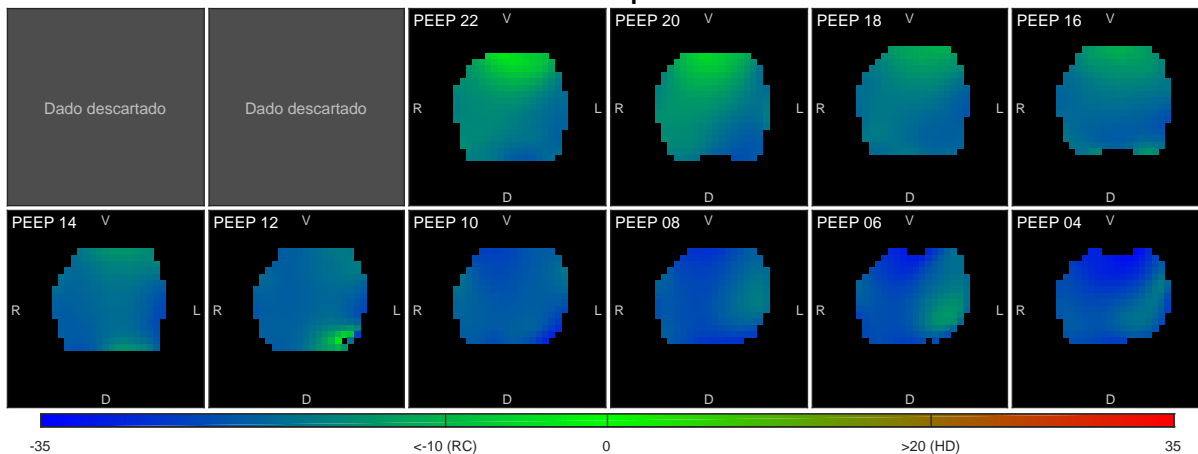 Dado descartado
Dado descartado
PEEP 22 V
R L
D
PEEP 20 V
R L
D
PEEP 18 V
R L
D
PEEP 16 V
R L
D
PEEP 14 V
R L
D
PEEP 12 V
R L
D
PEEP 10 V
R L
D
PEEP 08 V
R L
D
PEEP 06 V
R L
D
PEEP 04 V
R L
D
-35 <-10 (RC) 0 >20 (HD) 35